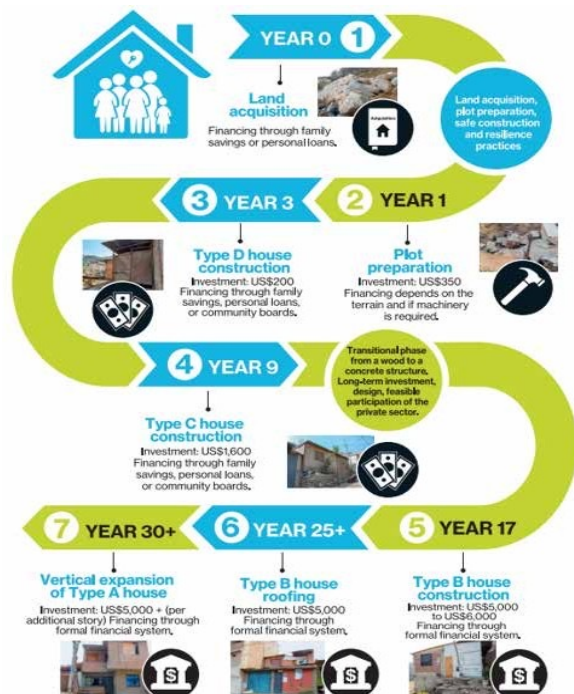 YEAR 0 1
Land
acquisition
Financing through family
savings or personal loans.
Land acquisition,
plot preparation,
safe construction
and resilience
practices
2 YEAR 1
Plot
preparation
Investment: US$350
Financing depends on the
terrain and if machinery
is required.
3 YEAR 3
Type D house
construction
Investment: US$200
Financing through family
savings, personal loans,
or community boards.
4 YEAR 9
Type C house
construction
Investment: US$1,600
Financing through family
savings, personal loans,
or community boards.
Transitional phase
from a wood to a
concrete structure.
Long-term investment,
design, feasible
participation of the
private sector.
5 YEAR 17
Type B house
construction
Investment: US$5,000
to US$6,000
Financing through
formal financial system.
6 YEAR 25+
Type B house
roofing
Investment: US$5,000
Financing through
formal financial system.
7 YEAR 30+
Vertical expansion
of Type A house
Investment: US$5,000 + (per
additional story) Financing through
formal financial system.
$
$
$